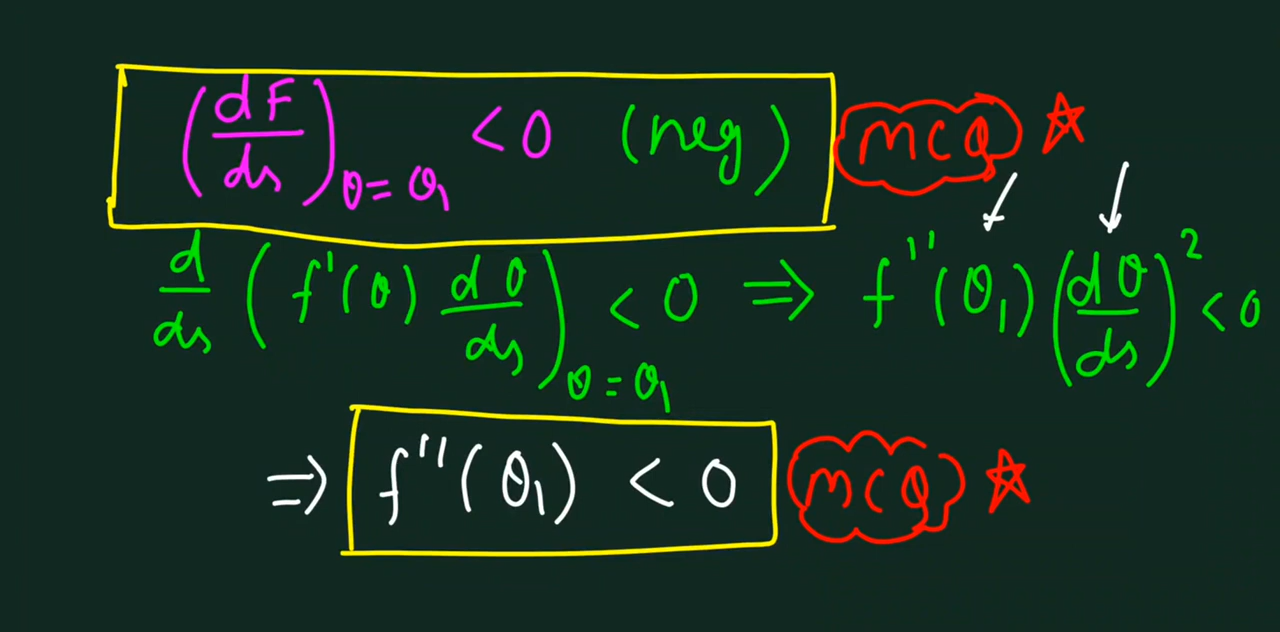 (dF/ds)_{θ=θ₁} < 0 (neg) MCQ ☆
d/ds (f'(θ) dθ/ds)_{θ=θ₁} < 0 ⇒ f''(θ₁) (dθ/ds)² < 0
⇒ f''(θ₁) < 0 MCQ ☆